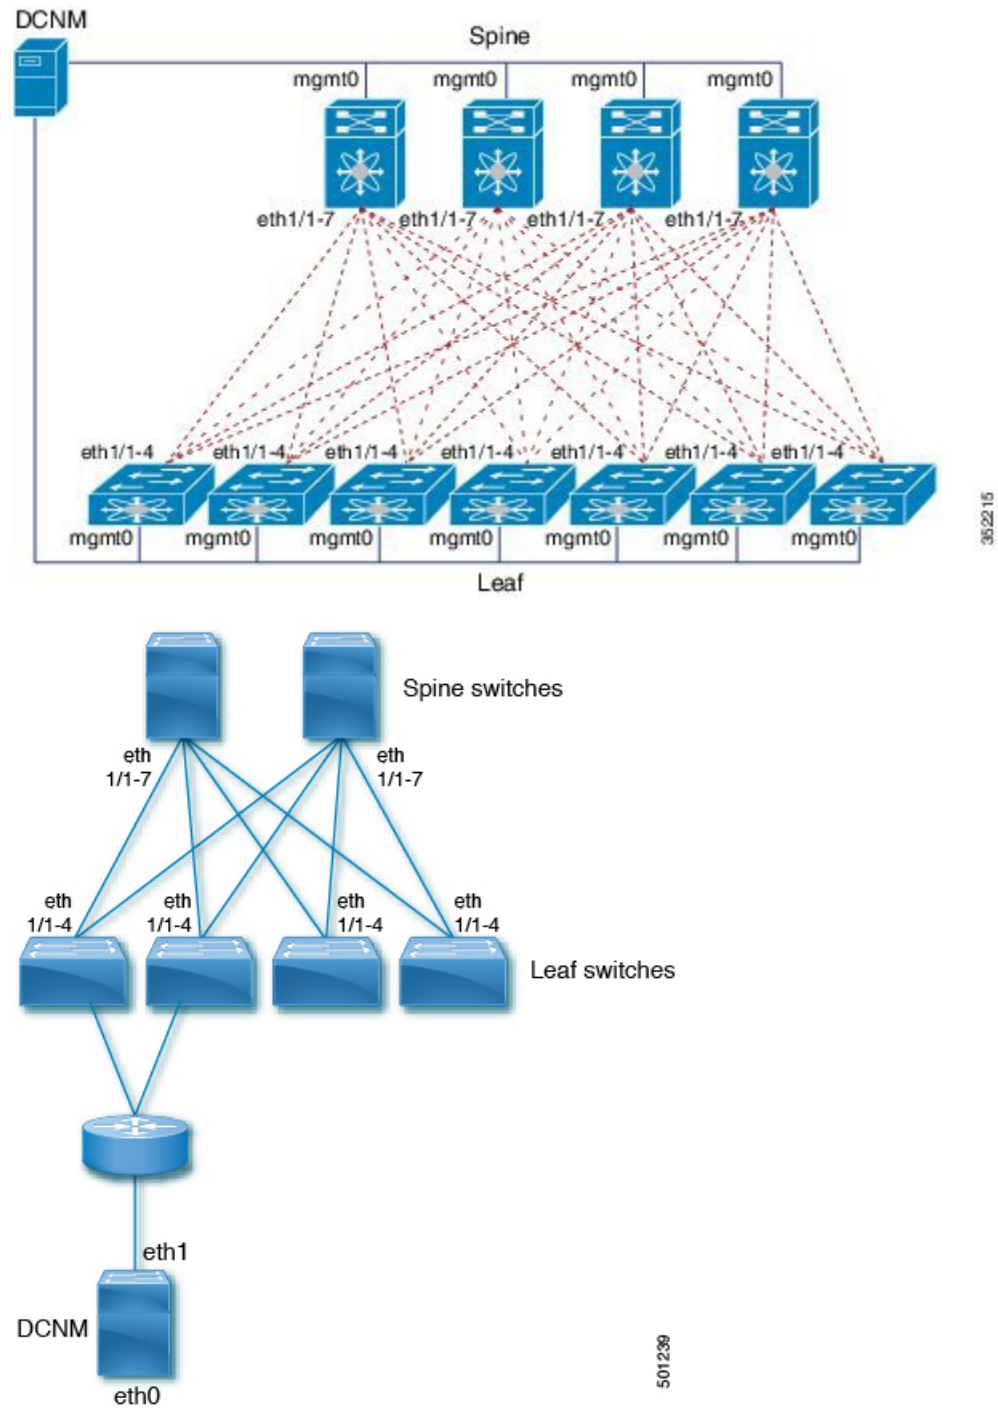 DCNM
Spine
mgmt0 mgmt0 mgmt0 mgmt0
eth1/1-7 eth1/1-7 eth1/1-7 eth1/1-7
eth1/1-4 eth1/1-4 eth1/1-4 eth1/1-4 eth1/1-4 eth1/1-4 eth1/1-4
mgmt0 mgmt0 mgmt0 mgmt0 mgmt0 mgmt0 mgmt0
Leaf
352215
Spine switches
eth
1/1-7
eth
1/1-7
eth
1/1-4
eth
1/1-4
eth
1/1-4
eth
1/1-4
Leaf switches
eth1
DCNM
eth0
501239